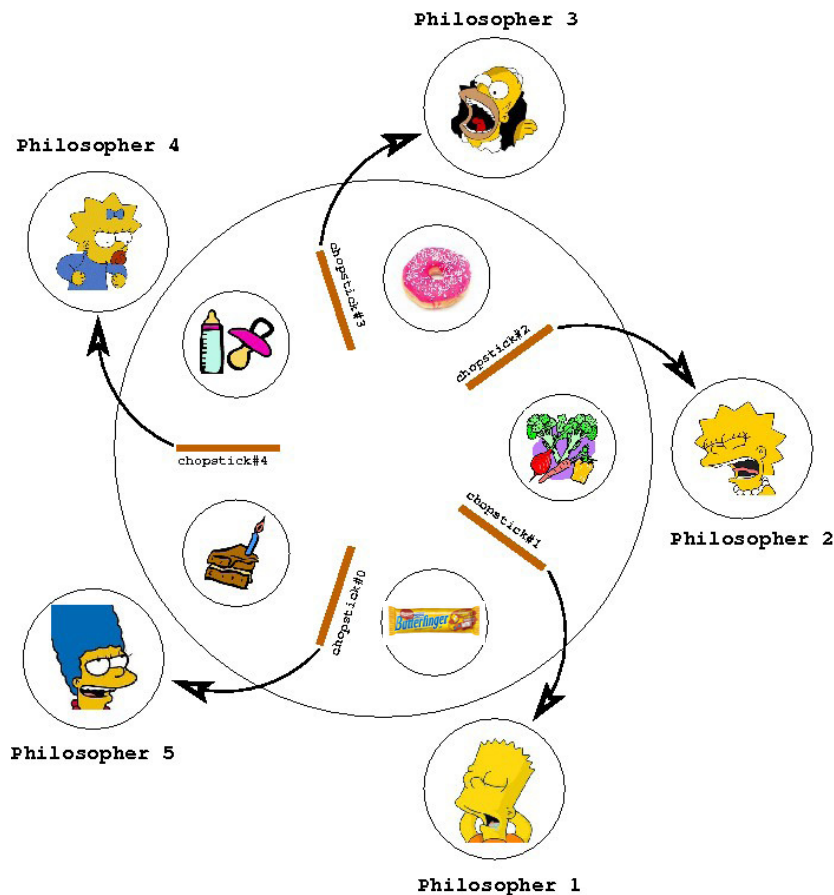 Philosopher 3
Philosopher 4
chopstick#3
chopstick#2
chopstick#4
chopstick#1
Philosopher 2
chopstick#0
Butterfinger
Philosopher 5
Philosopher 1